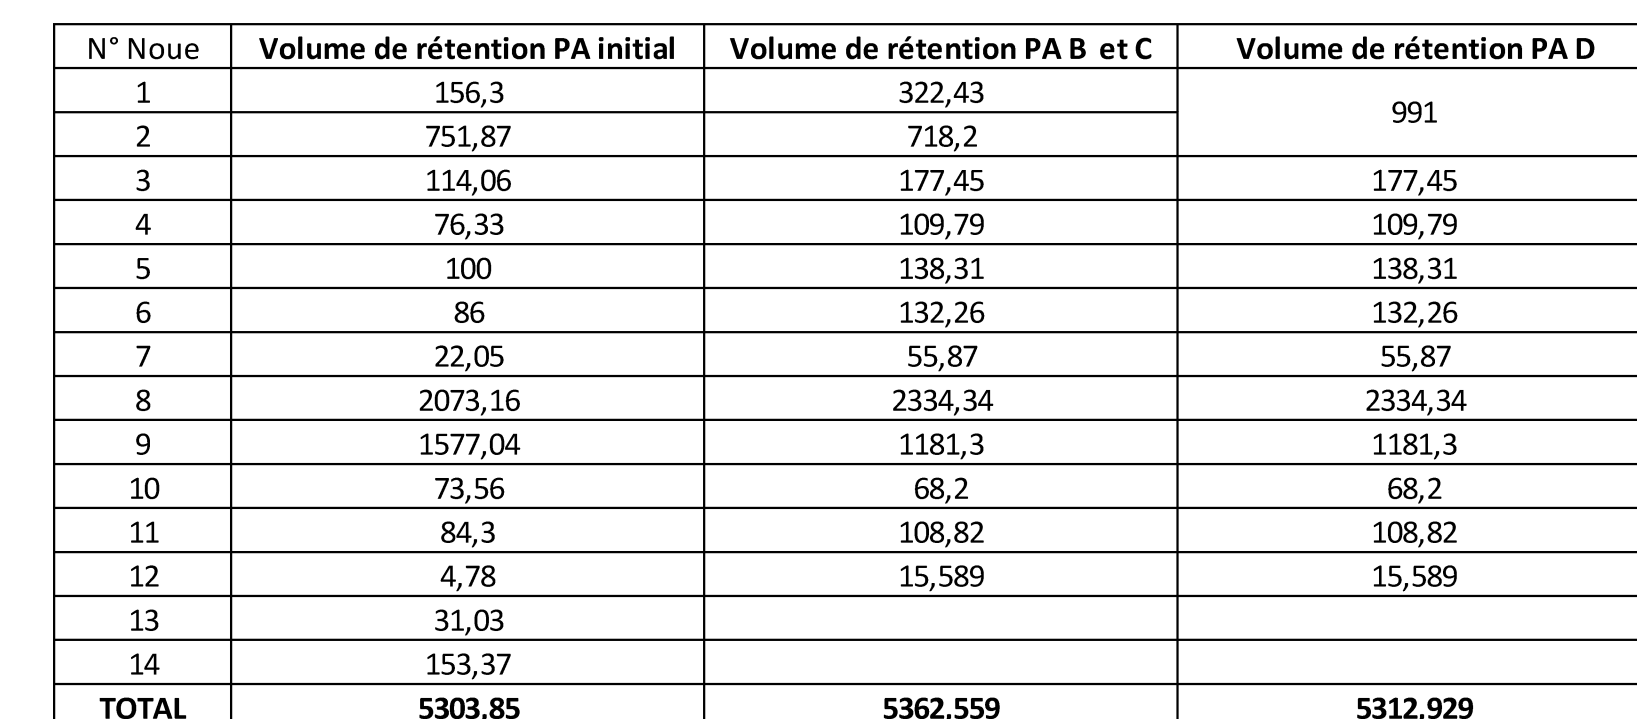 N° Noue Volume de rétention PA initial Volume de rétention PA B et C Volume de rétention PA D
1 156,3 322,43 991
2 751,87 718,2
3 114,06 177,45 177,45
4 76,33 109,79 109,79
5 100 138,31 138,31
6 86 132,26 132,26
7 22,05 55,87 55,87
8 2073,16 2334,34 2334,34
9 1577,04 1181,3 1181,3
10 73,56 68,2 68,2
11 84,3 108,82 108,82
12 4,78 15,589 15,589
13 31,03
14 153,37
TOTAL 5303,85 5362,559 5312,929